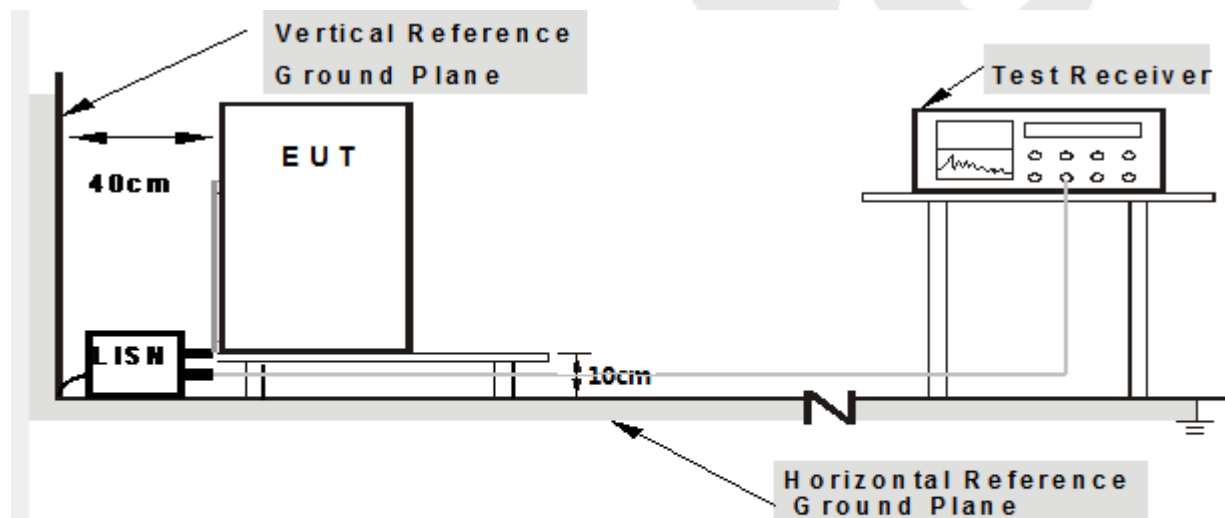 Vertical Reference
Ground Plane
Test Receiver
EUT
40cm
LISN
10cm
Horizontal Reference
Ground Plane